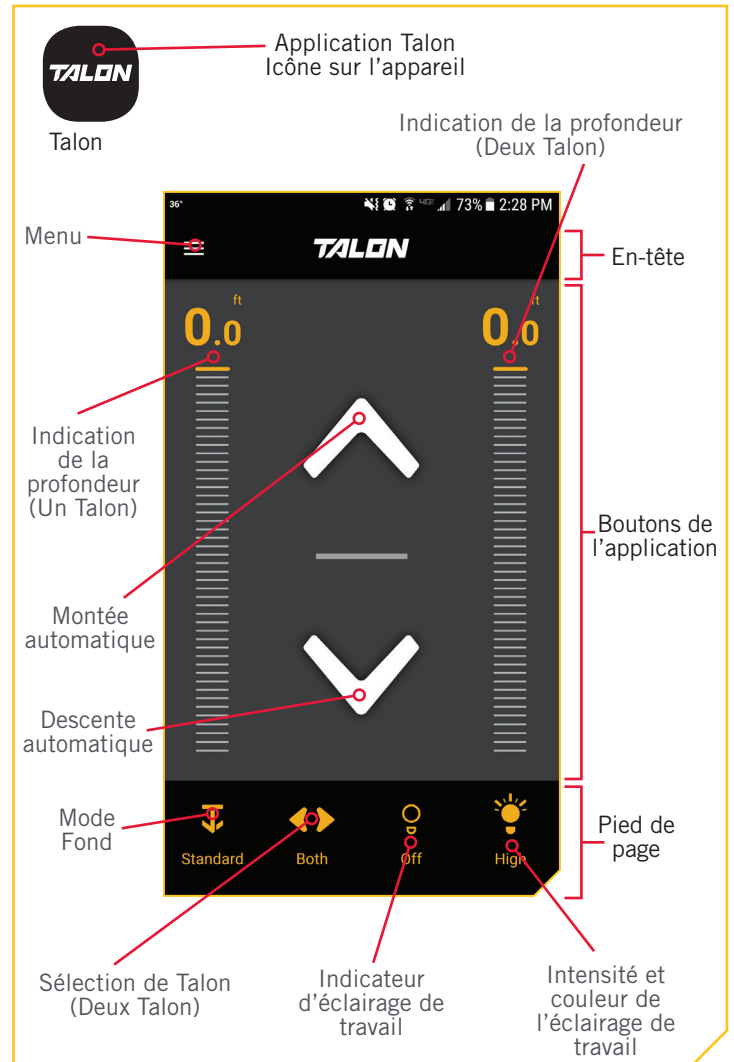 TALON
Application Talon
Icône sur l'appareil
Talon
Indication de la profondeur
(Deux Talon)
36°
4G
73%
2:28 PM
Menu
TALON
En-tête
ft
0.0
ft
0.0
Indication
de la
profondeur
(Un Talon)
Boutons de
l'application
Montée
automatique
Descente
automatique
Mode
Fond
Standard
Both
Off
High
Pied de
page
Sélection de Talon
(Deux Talon)
Indicateur
d'éclairage de
travail
Intensité et
couleur de
l'éclairage de
travail